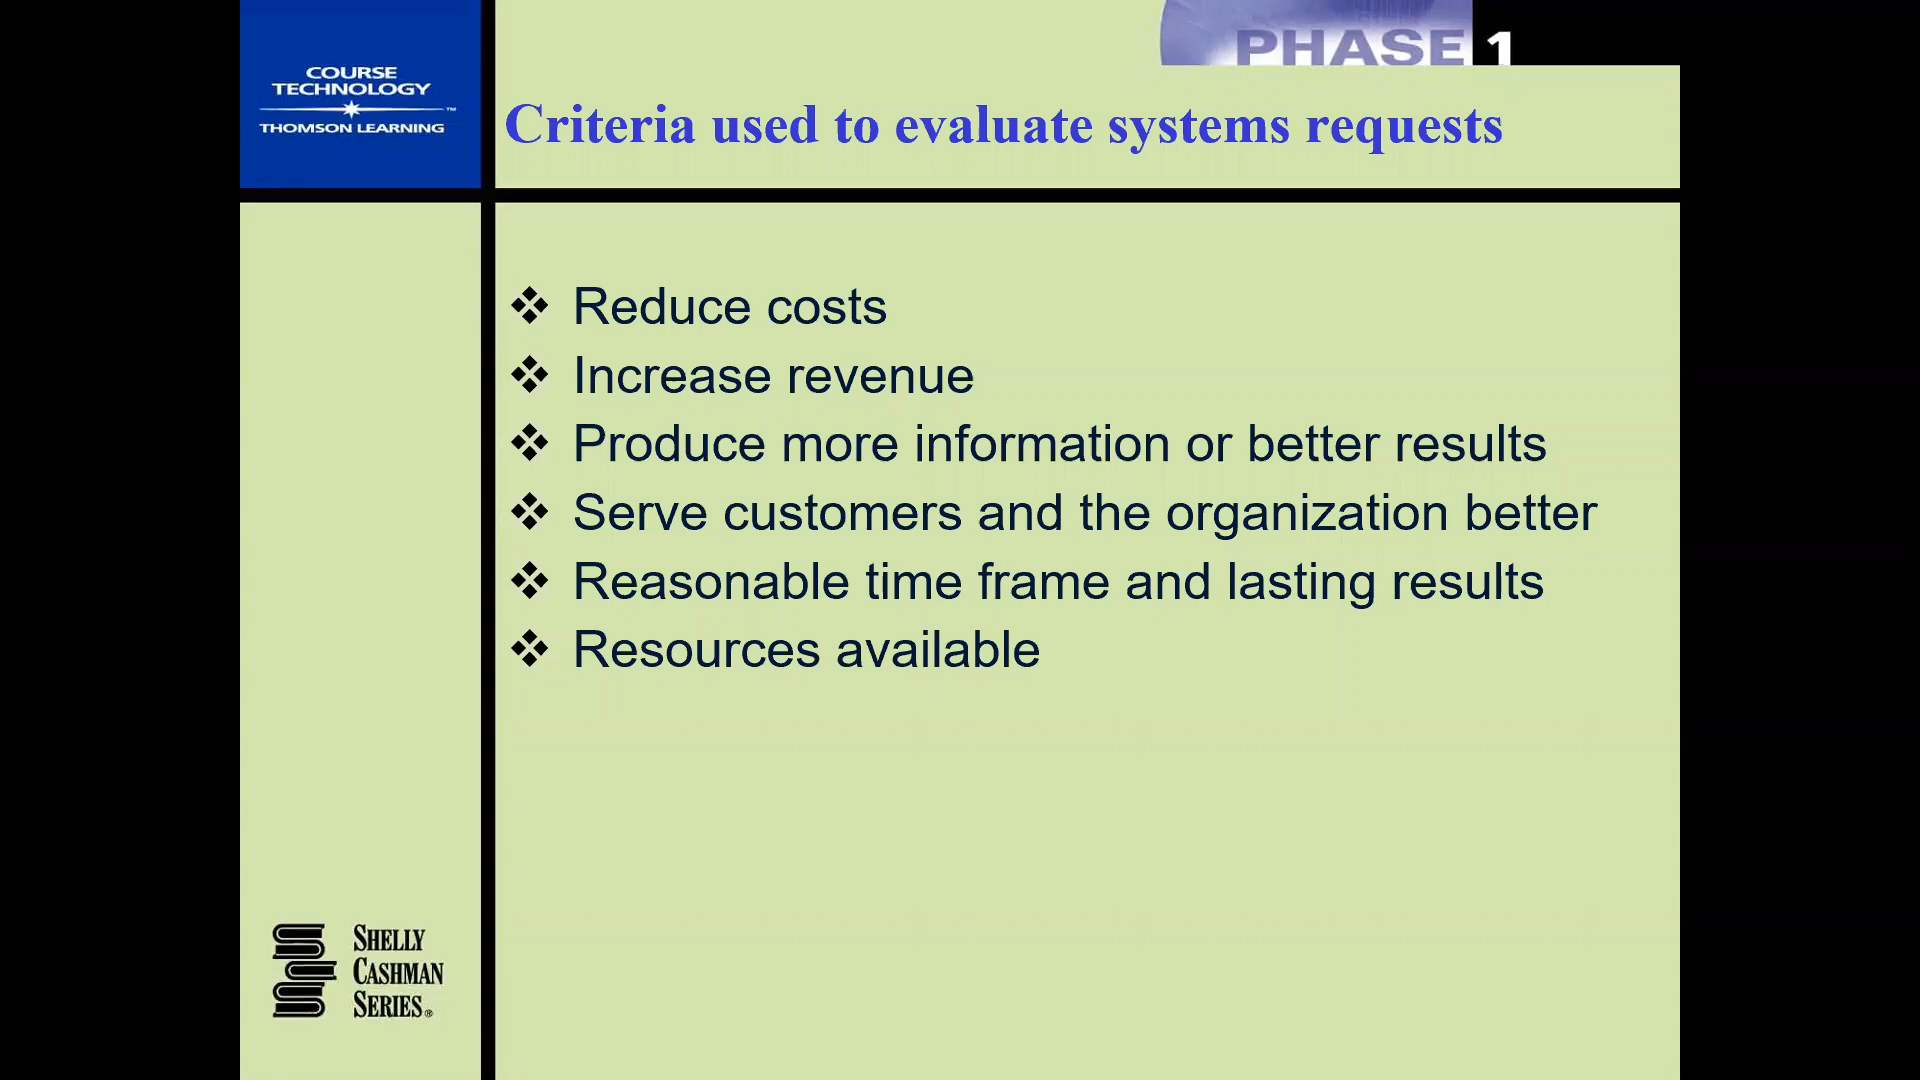 PHASE 1
COURSE
TECHNOLOGY
™
THOMSON LEARNING
Criteria used to evaluate systems requests
❖ Reduce costs
❖ Increase revenue
❖ Produce more information or better results
❖ Serve customers and the organization better
❖ Reasonable time frame and lasting results
❖ Resources available
SHELLY
CASHMAN
SERIES®